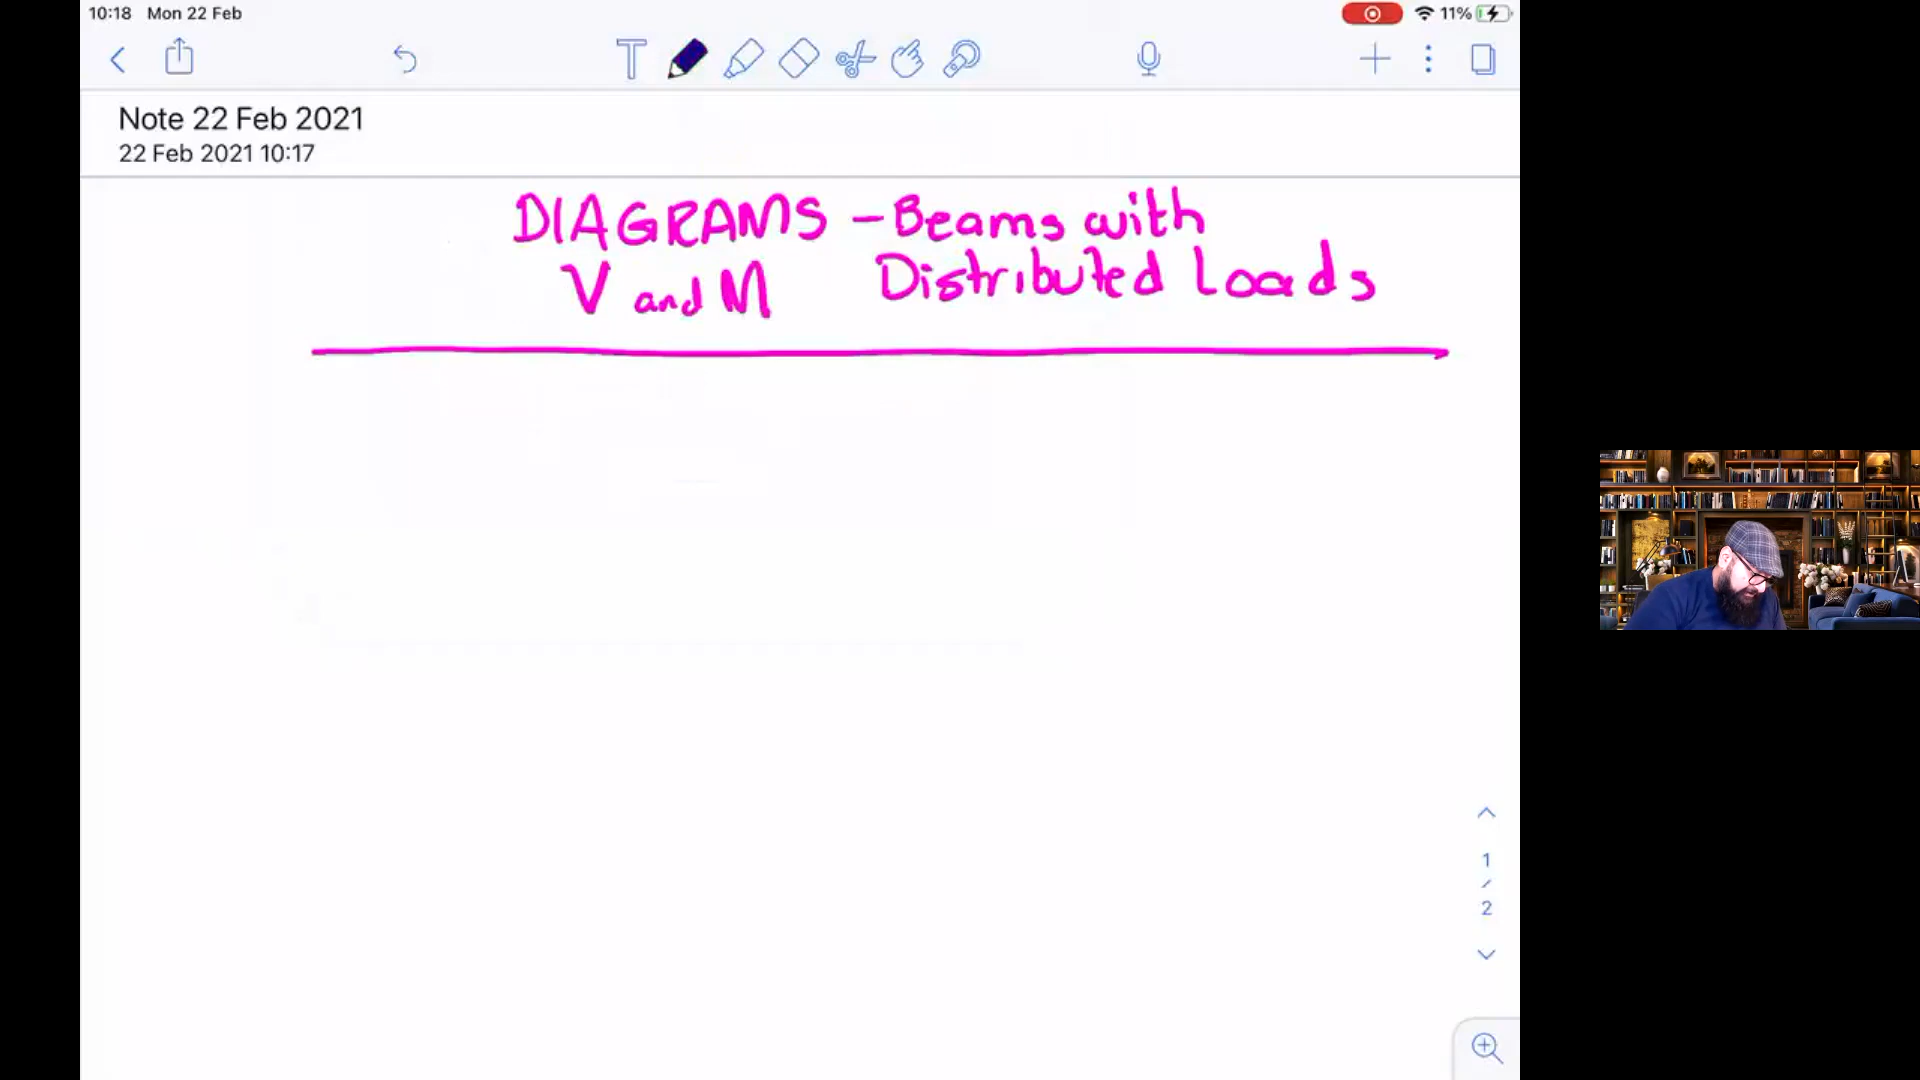 10:18 Mon 22 Feb
11%
T
Note 22 Feb 2021
22 Feb 2021 10:17
DIAGRAMS - Beams with
V and M Distributed Loads
1
/
2